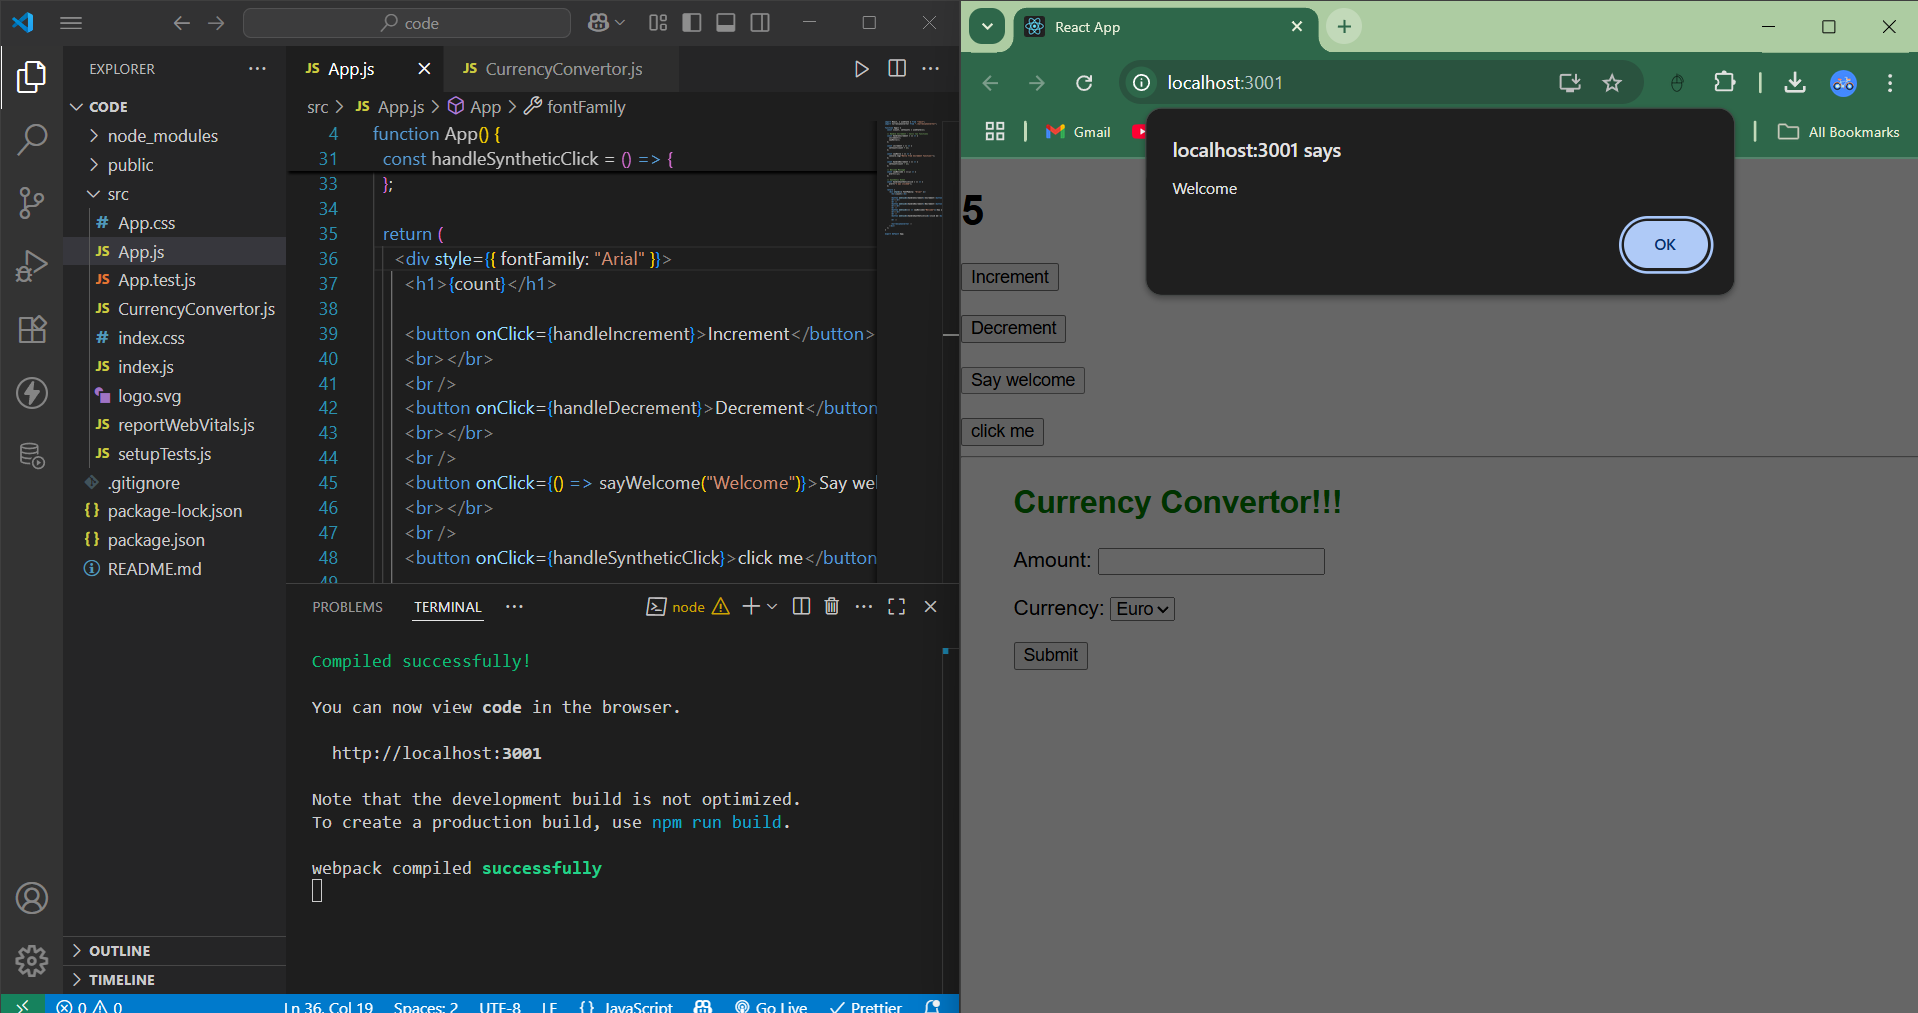 code
EXPLORER
CODE
node_modules
public
src
# App.css
JS App.js
JS App.test.js
JS CurrencyConvertor.js
# index.css
JS index.js
logo.svg
JS reportWebVitals.js
JS setupTests.js
.gitignore
{} package-lock.json
{} package.json
README.md
OUTLINE
TIMELINE
JS App.js
JS CurrencyConvertor.js
src > JS App.js > App > fontFamily
4 function App() {
31 const handleSyntheticClick = () => {
33 };
34
35 return (
36 <div style={{ fontFamily: "Arial" }}>
37 <h1>{count}</h1>
38
39 <button onClick={handleIncrement}>Increment</button>
40 <br></br>
41 <br />
42 <button onClick={handleDecrement}>Decrement</button
43 <br></br>
44 <br />
45 <button onClick={() => sayWelcome("Welcome")}>Say wel
46 <br></br>
47 <br />
48 <button onClick={handleSyntheticClick}>click me</button
49
PROBLEMS TERMINAL
node
Compiled successfully!
You can now view code in the browser.
http://localhost:3001
Note that the development build is not optimized.
To create a production build, use npm run build.
webpack compiled successfully
0 0 Ln 36, Col 19 Spaces: 2 UTF-8 LF {} JavaScript Go Live Prettier
React App
localhost:3001
Gmail
All Bookmarks
localhost:3001 says
Welcome
OK
5
Increment
Decrement
Say welcome
click me
Currency Convertor!!!
Amount:
Currency: Euro
Submit